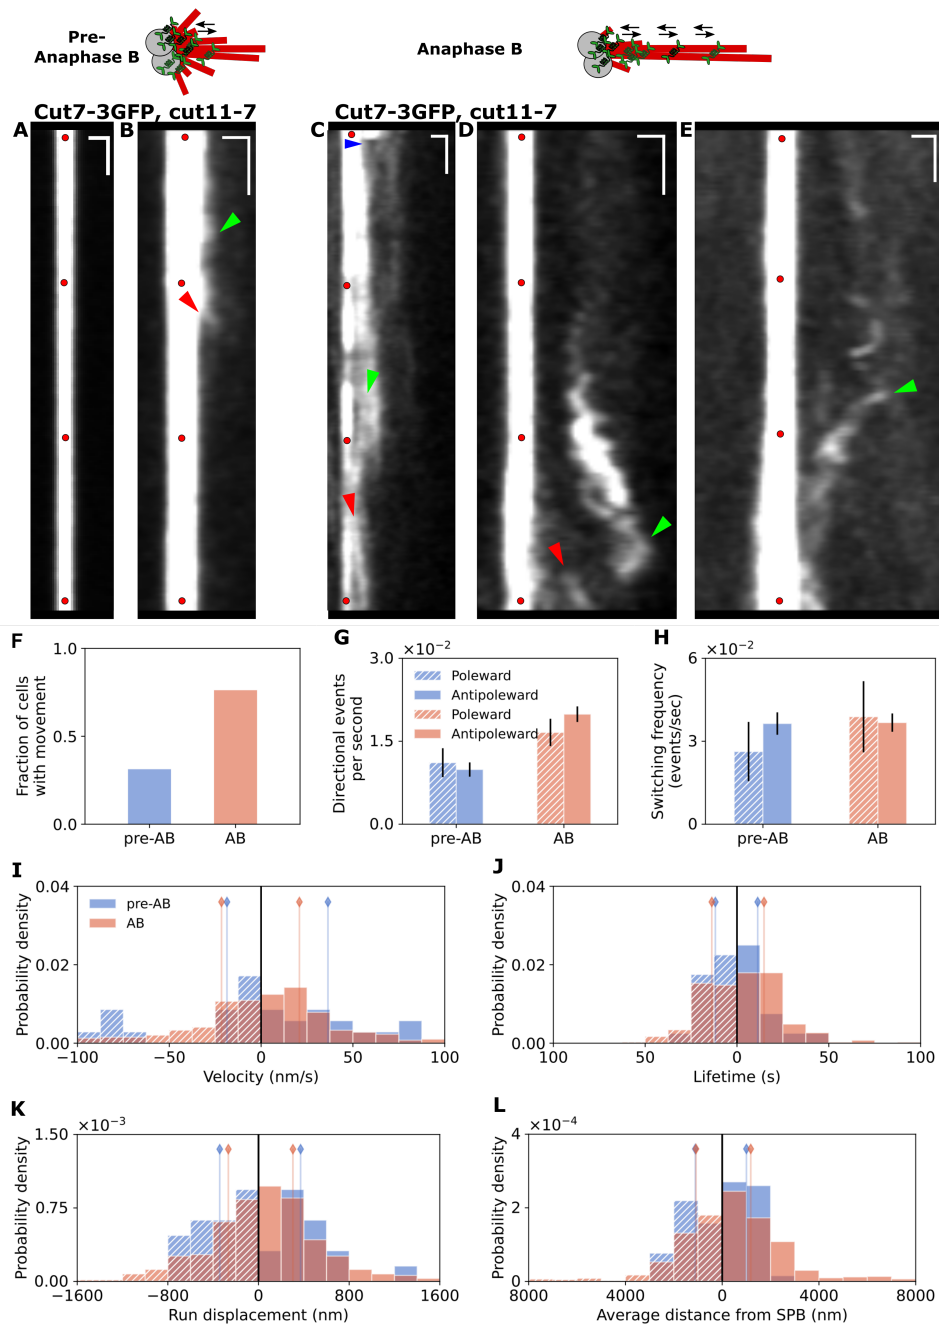 Pre-
Anaphase B
Anaphase B
Cut7-3GFP, cut11-7
Cut7-3GFP, cut11-7
A
B
C
D
E
F
Fraction of cells
with movement
1.0
0.5
0.0
pre-AB
AB
G
×10−2
Directional events
per second
3.0
1.5
0.0
Poleward
Antipoleward
Poleward
Antipoleward
pre-AB
AB
H
×10−2
Switching frequency
(events/sec)
6
3
0
pre-AB
AB
I
Probability density
0.04
0.02
0.00
pre-AB
AB
−100
−50
0
50
100
Velocity (nm/s)
J
Probability density
0.04
0.02
0.00
100
50
0
50
100
Lifetime (s)
K
×10−3
Probability density
1.50
0.75
0.00
−1600
−800
0
800
1600
Run displacement (nm)
L
×10−4
Probability density
4
2
0
8000
4000
0
4000
8000
Average distance from SPB (nm)